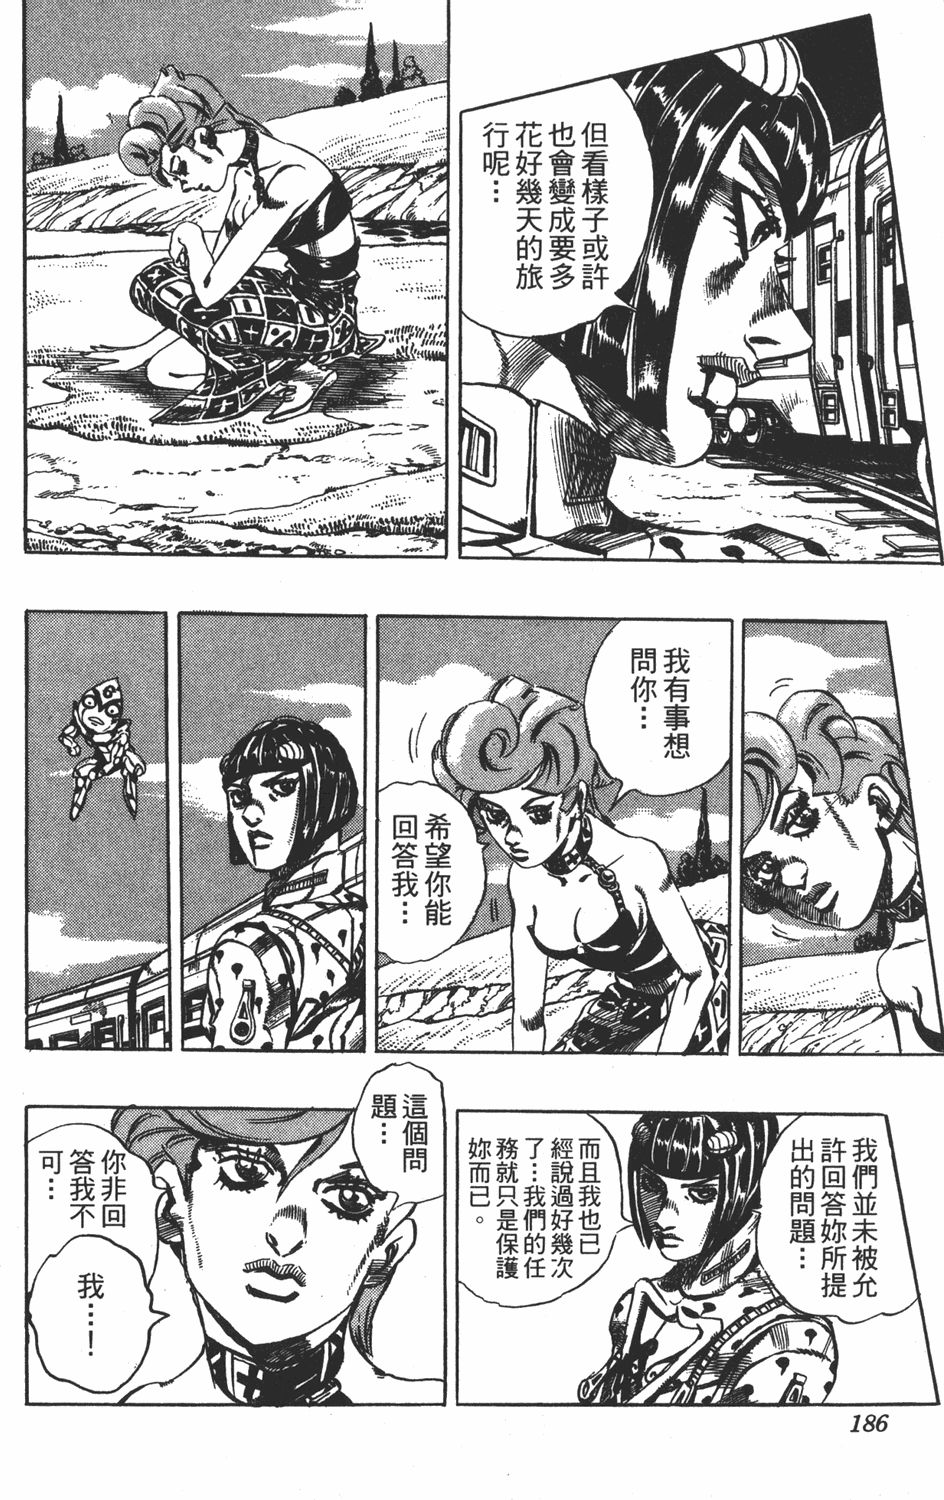 但看樣子或許
也會變成要多
花好幾天的旅
行呢…
我有事想
問你…
希望你能
回答我…
我們並未被允
許回答妳所提
出的問題…
而且我也已
經說過好幾次
了…我們的任
務就只是保護
妳而已。
這個問
題…
你非回
答我不
可…
我…！
186